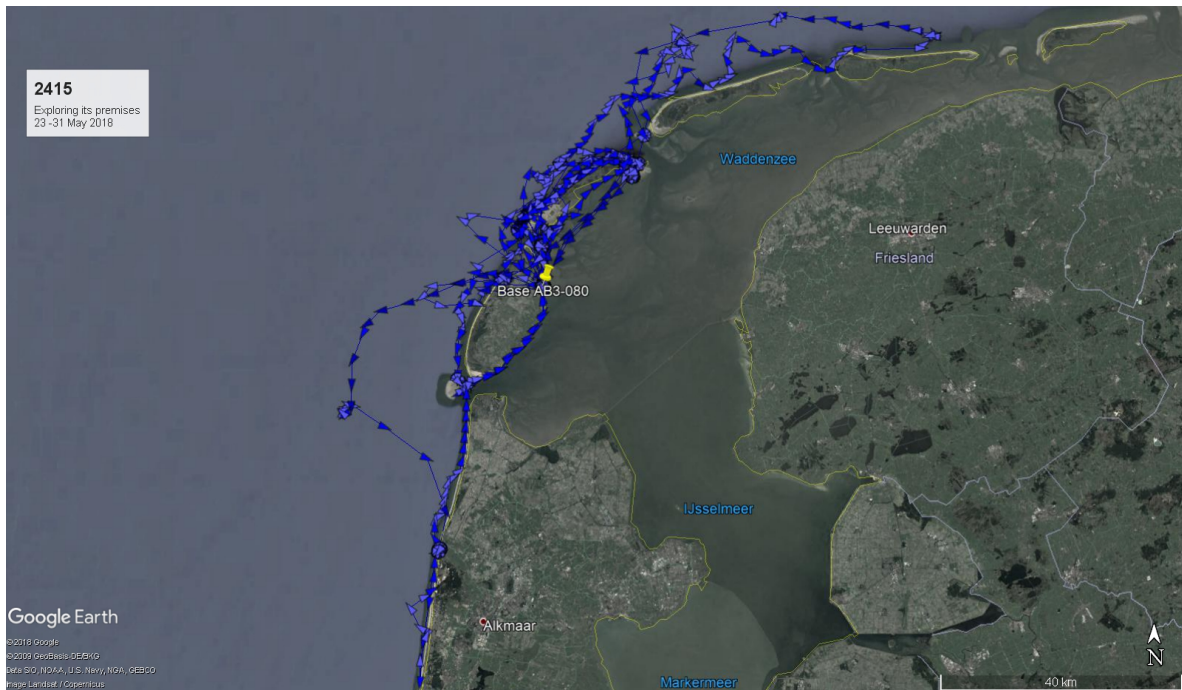 2415
Exploring its premises
23 -31 May 2018
Waddenzee
Leeuwarden
Friesland
Base AB3-080
IJsselmeer
Alkmaar
Markermeer
Google Earth
©2018 Google
©2009 GeoBasis-DE/BKG
Data SIO, NOAA, U.S. Navy, NGA, GEBCO
Image Landsat / Copernicus
N
40 km